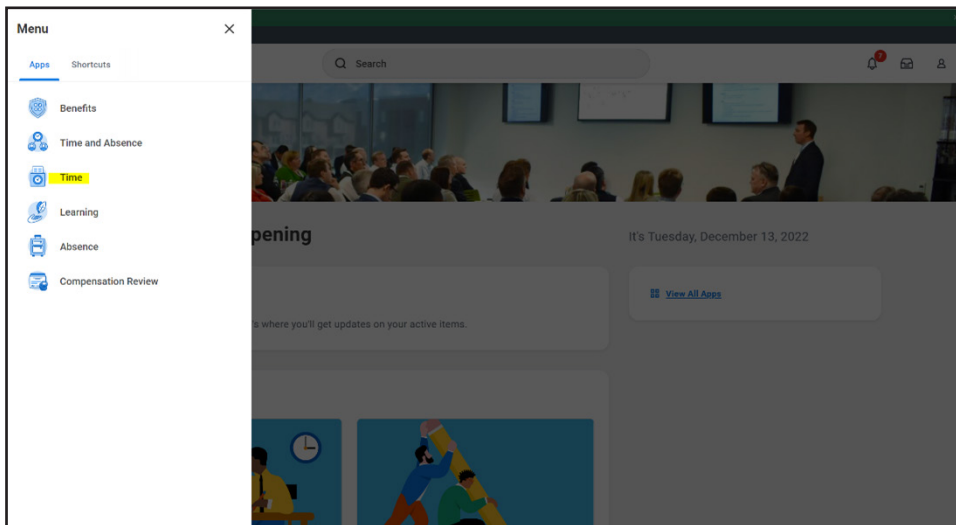 Menu
Apps Shortcuts
Benefits
Time and Absence
Time
Learning
Absence
Compensation Review
Search
7
pening
It's Tuesday, December 13, 2022
View All Apps
's where you'll get updates on your active items.